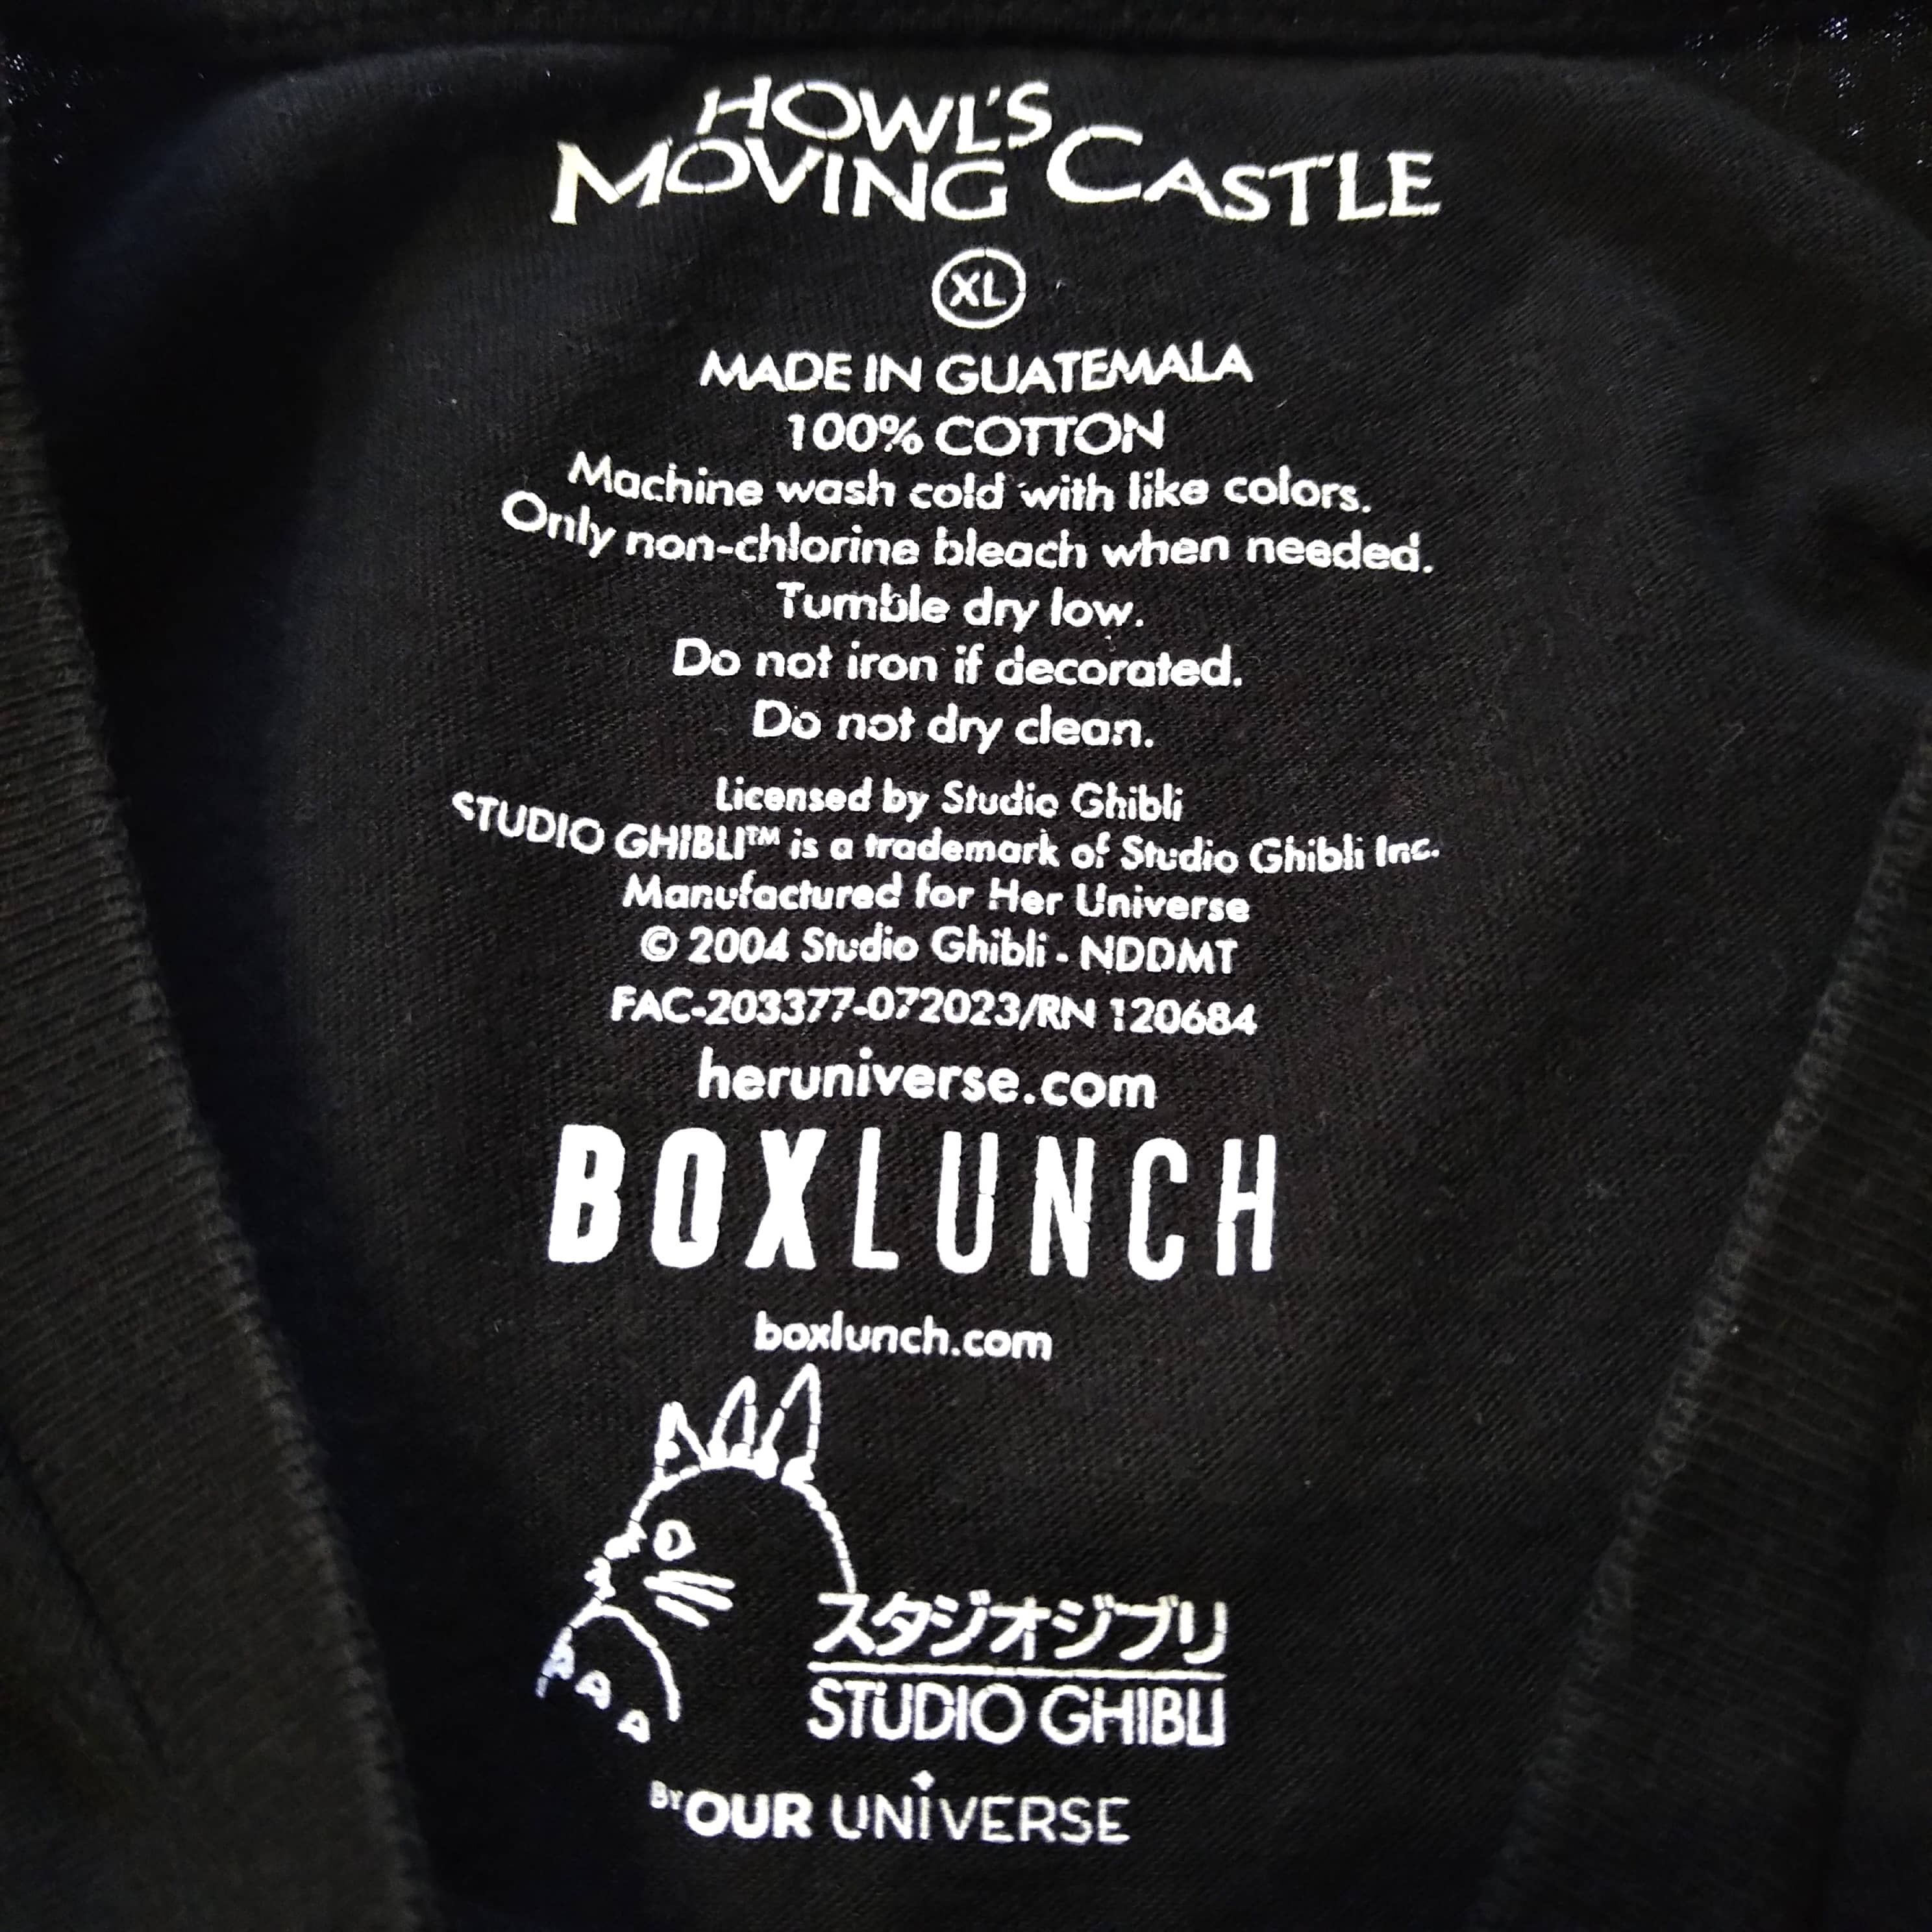 HOWL'S
MOVING CASTLE
XL
MADE IN GUATEMALA
100% COTTON
Machine wash cold with like colors.
Only non-chlorine bleach when needed.
Tumble dry low.
Do not iron if decorated.
Do not dry clean.
Licensed by Studio Ghibli
STUDIO GHIBLI™ is a trademark of Studio Ghibli Inc.
Manufactured for Her Universe
© 2004 Studio Ghibli - NDDMT
FAC-203377-072023/RN 120684
heruniverse.com
BOXLUNCH
boxlunch.com
スタジオジブリ
STUDIO GHIBLI
BY OUR UNIVERSE